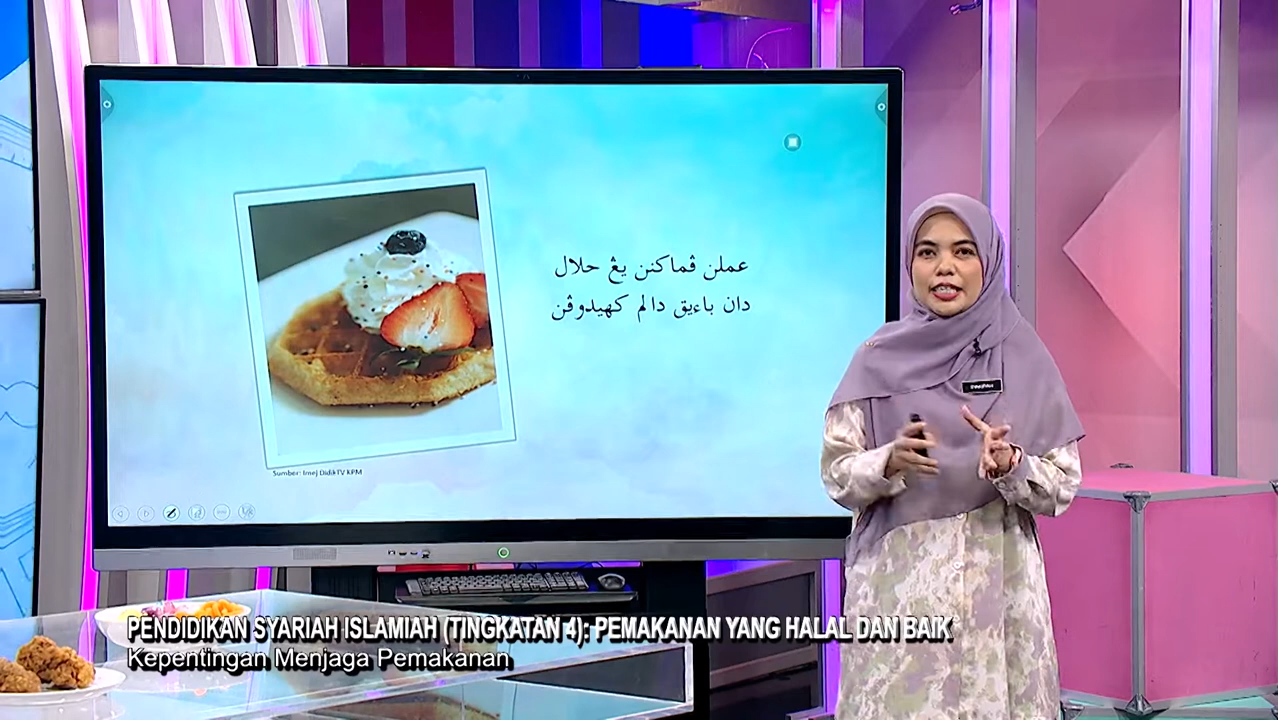 عملن ڤماكنن يڠ حلال
دان باءيق دالم كهيدوڤن
Sumber: Imej DidikTV KPM
PENDIDIKAN SYARIAH ISLAMIAH (TINGKATAN 4): PEMAKANAN YANG HALAL DAN BAIK
Kepentingan Menjaga Pemakanan